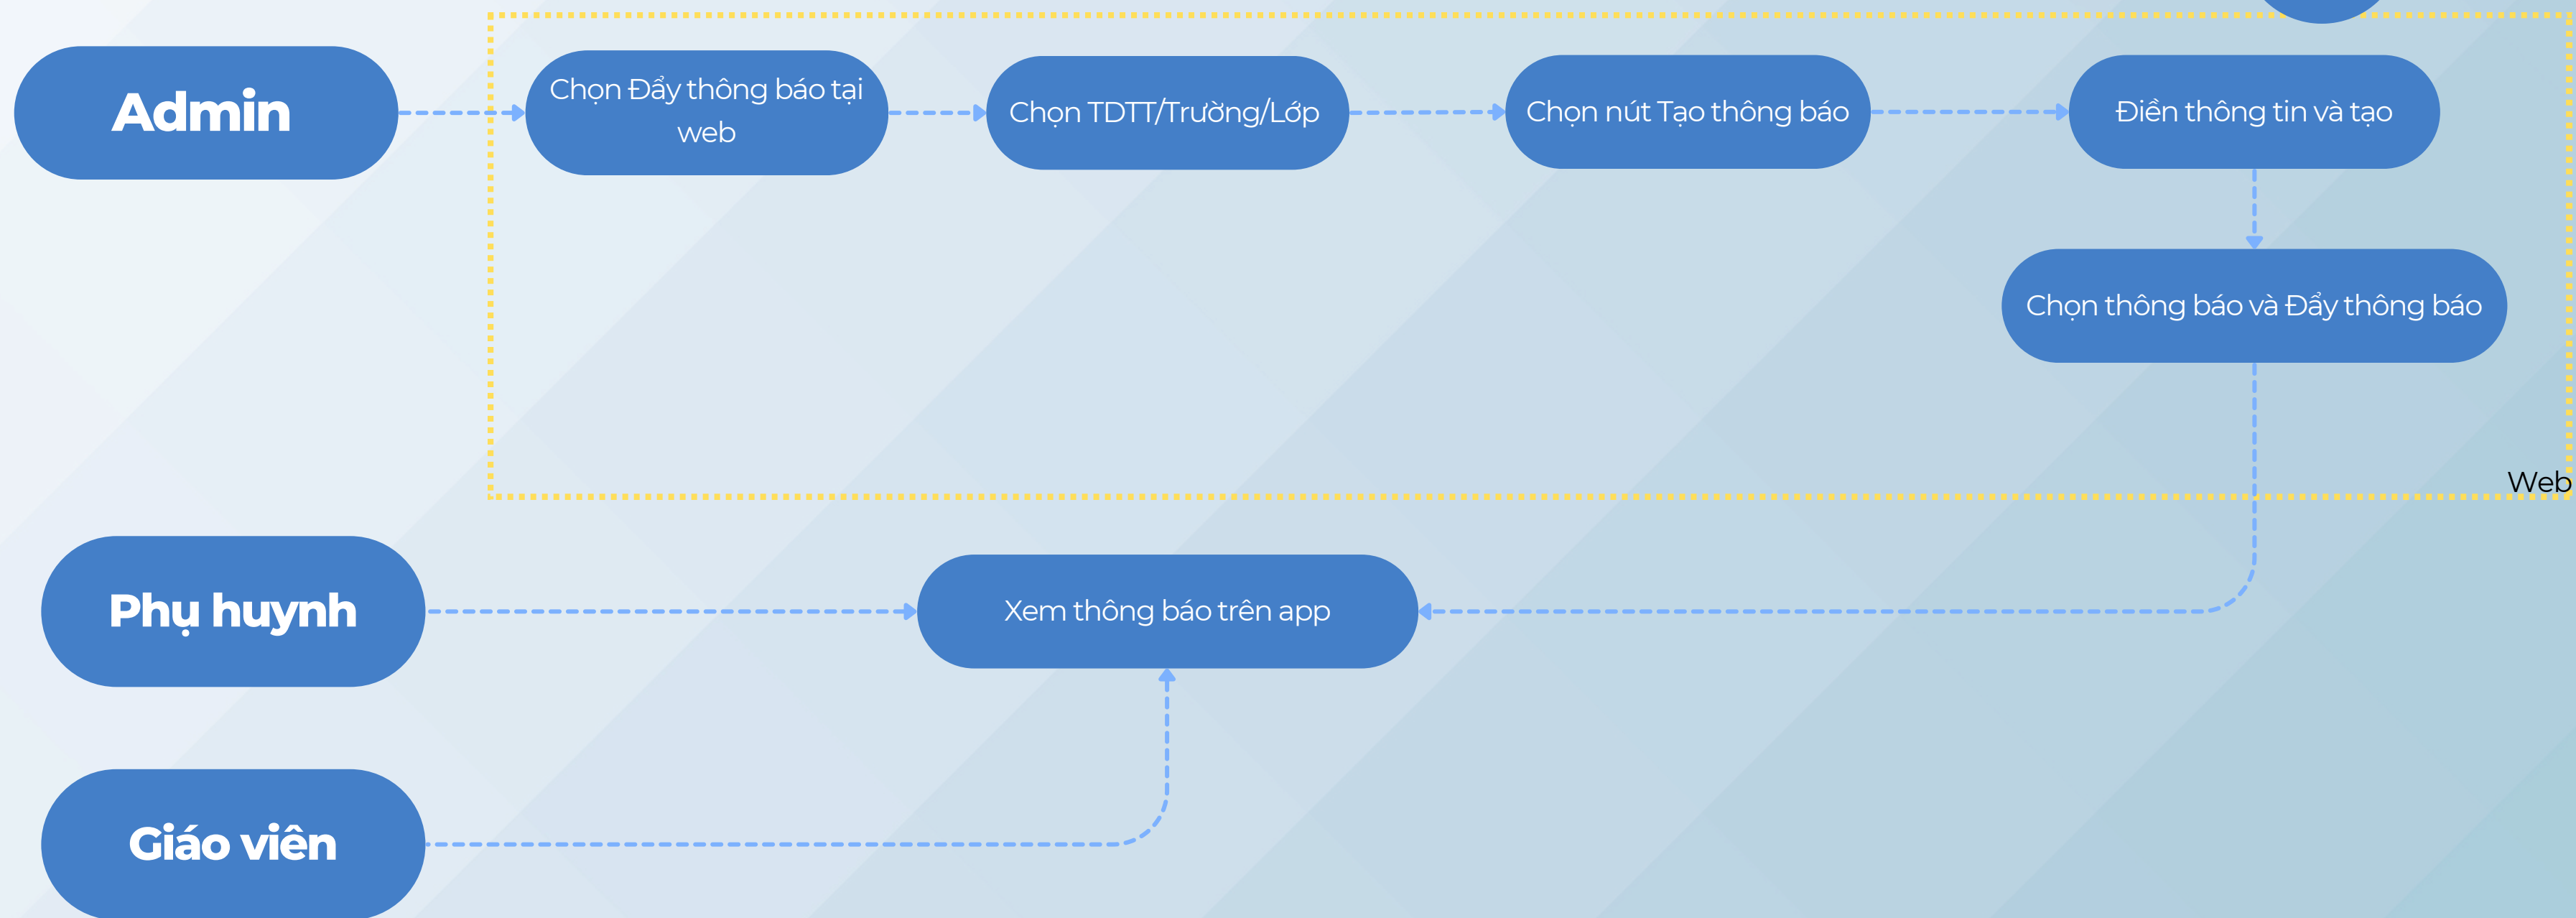 Admin
Chọn Đẩy thông báo tại
web
Chọn TDTT/Trường/Lớp
Chọn nút Tạo thông báo
Điền thông tin và tạo
Chọn thông báo và Đẩy thông báo
Web
Phụ huynh
Xem thông báo trên app
Giáo viên